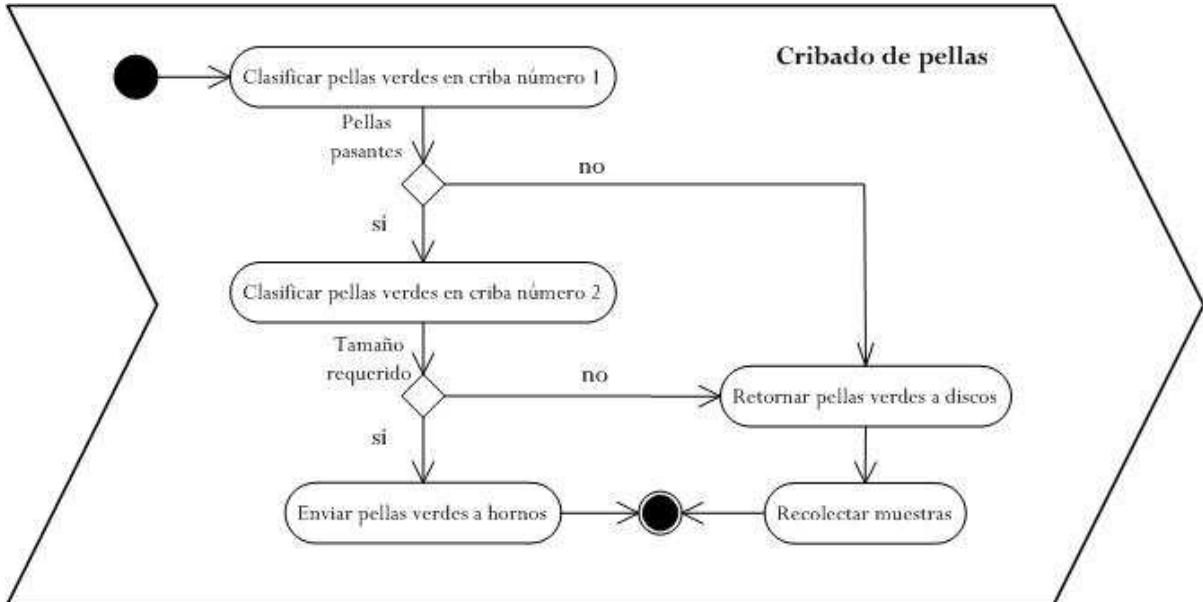 Cribado de pellas
Clasificar pellas verdes en criba número 1
Pellas
pasantes
no
si
Clasificar pellas verdes en criba número 2
Tamaño
requerido
no
Retornar pellas verdes a discos
si
Enviar pellas verdes a hornos
Recolectar muestras